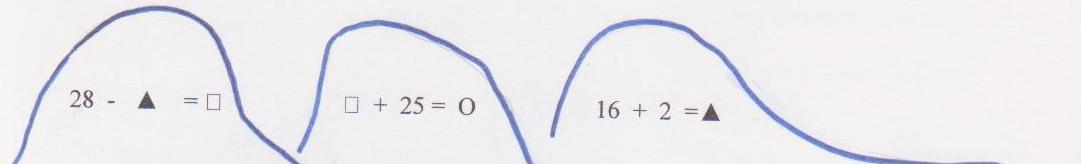 28 - ▲ = □
□ + 25 = O
16 + 2 = ▲